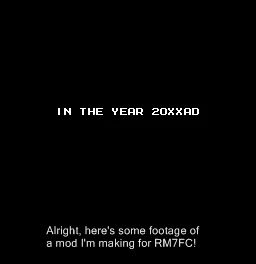 IN THE YEAR 20XXAD
Alright, here's some footage of
a mod I'm making for RM7FC!